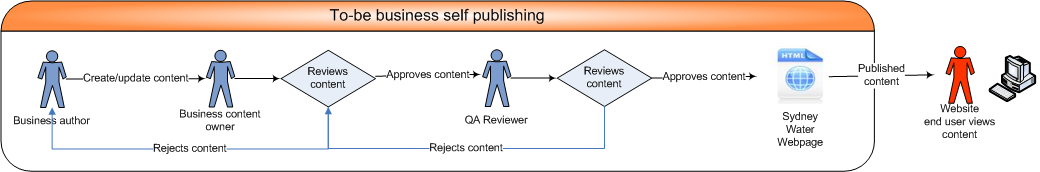 To-be business self publishing
Create/update content
Business author
Business content
owner
Reviews
content
Approves content
QA Reviewer
Reviews
content
Approves content
HTML
Sydney
Water
Webpage
Published
content
Website
end user views
content
Rejects content
Rejects content